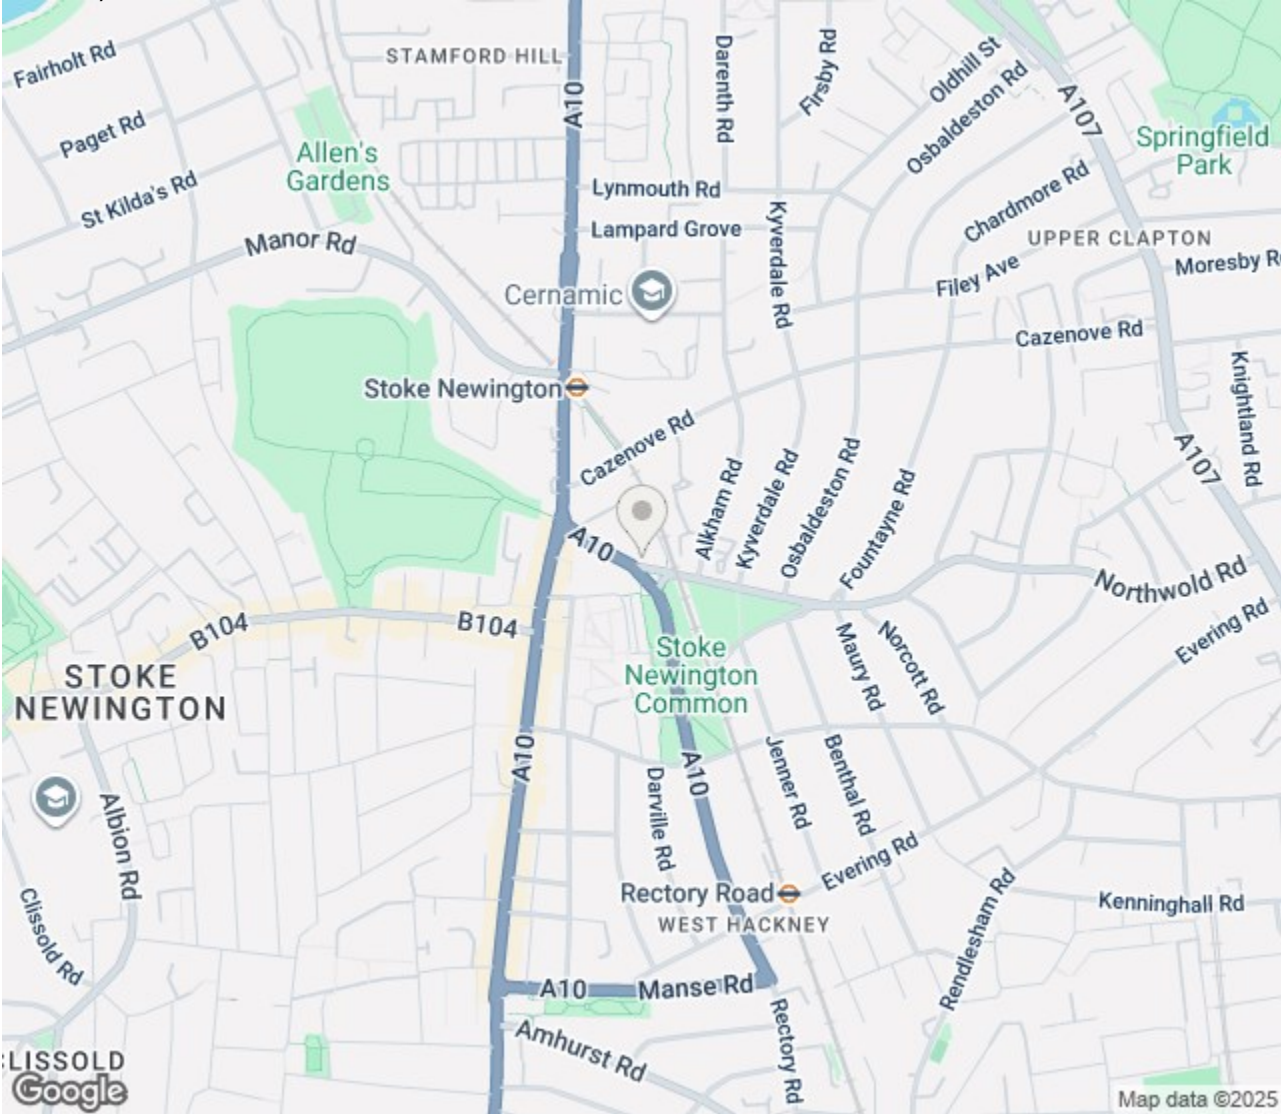 Fairholt Rd
STAMFORD HILL
A10
Darenth Rd
Firsby Rd
Oldhill St
Osbaldeston Rd
A107
Springfield
Park
Paget Rd
Allen's
Gardens
St Kilda's Rd
Lynmouth Rd
Lampard Grove
Kyverdale Rd
Chardmore Rd
UPPER CLAPTON
Moresby R
Manor Rd
Filey Ave
Cernamic
Cazenove Rd
Knightland Rd
Stoke Newington
Cazenove Rd
A107
Alkham Rd
Kyverdale Rd
Osbaldeston Rd
Fountayne Rd
A10
Northwold Rd
Evering Rd
B104
B104
STOKE
NEWINGTON
Stoke
Newington
Common
Maury Rd
Norcott Rd
A10
A10
Jenner Rd
Benthal Rd
Darville Rd
Albion Rd
Evering Rd
Rectory Road
WEST HACKNEY
Clissold Rd
Rendlesham Rd
Kenninghall Rd
A10
Manse Rd
Rectory Rd
Amhurst Rd
CLISSOLD
Google
Map data ©2025